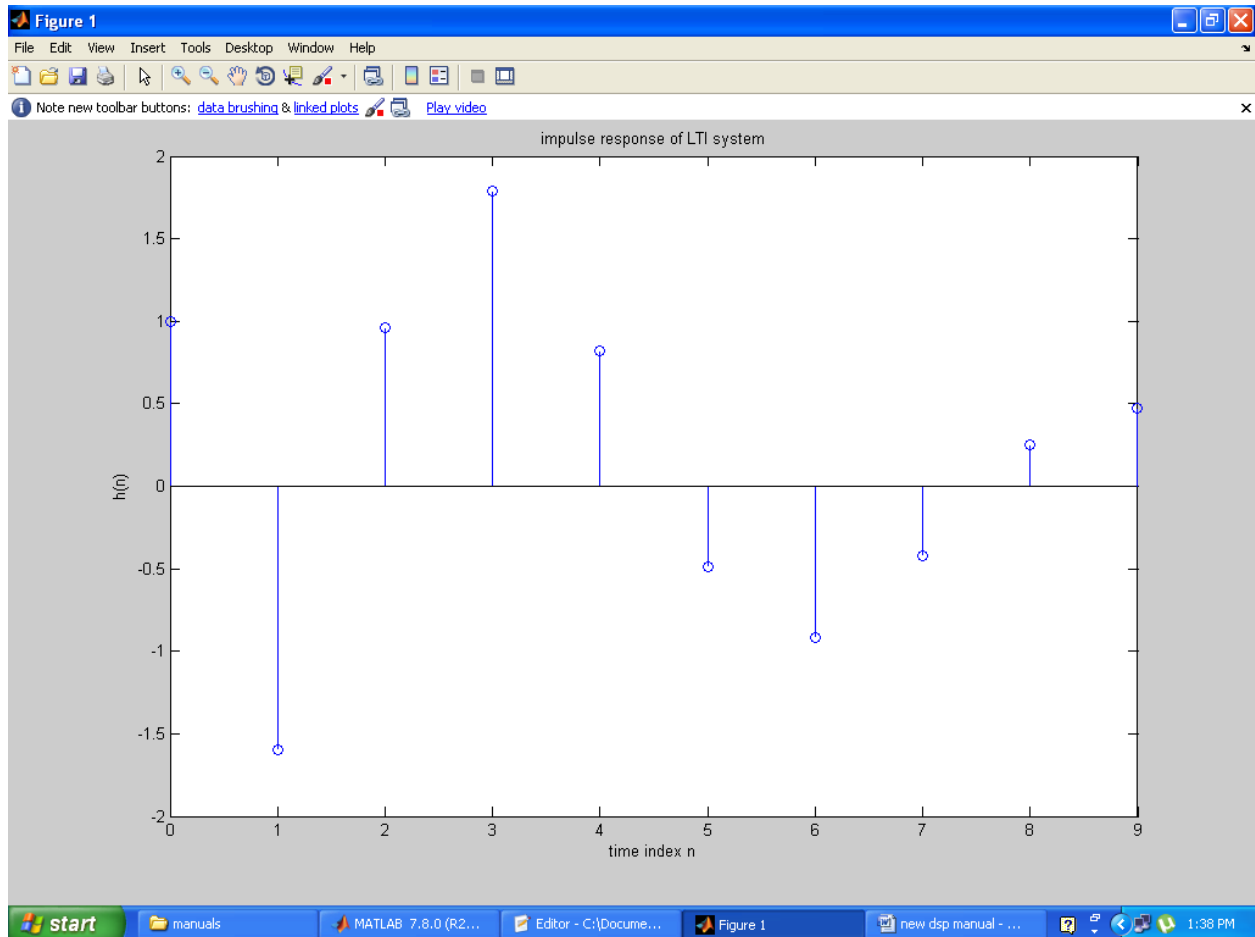 Figure 1
File Edit View Insert Tools Desktop Window Help
Note new toolbar buttons: data brushing & linked plots Play video
impulse response of LTI system
2
1.5
1
0.5
0
-0.5
-1
-1.5
-2
h(n)
0 1 2 3 4 5 6 7 8 9
time index n
start manuals MATLAB 7.8.0 (R2... Editor - C:\Docume... Figure 1 new dsp manual - ... 1:38 PM